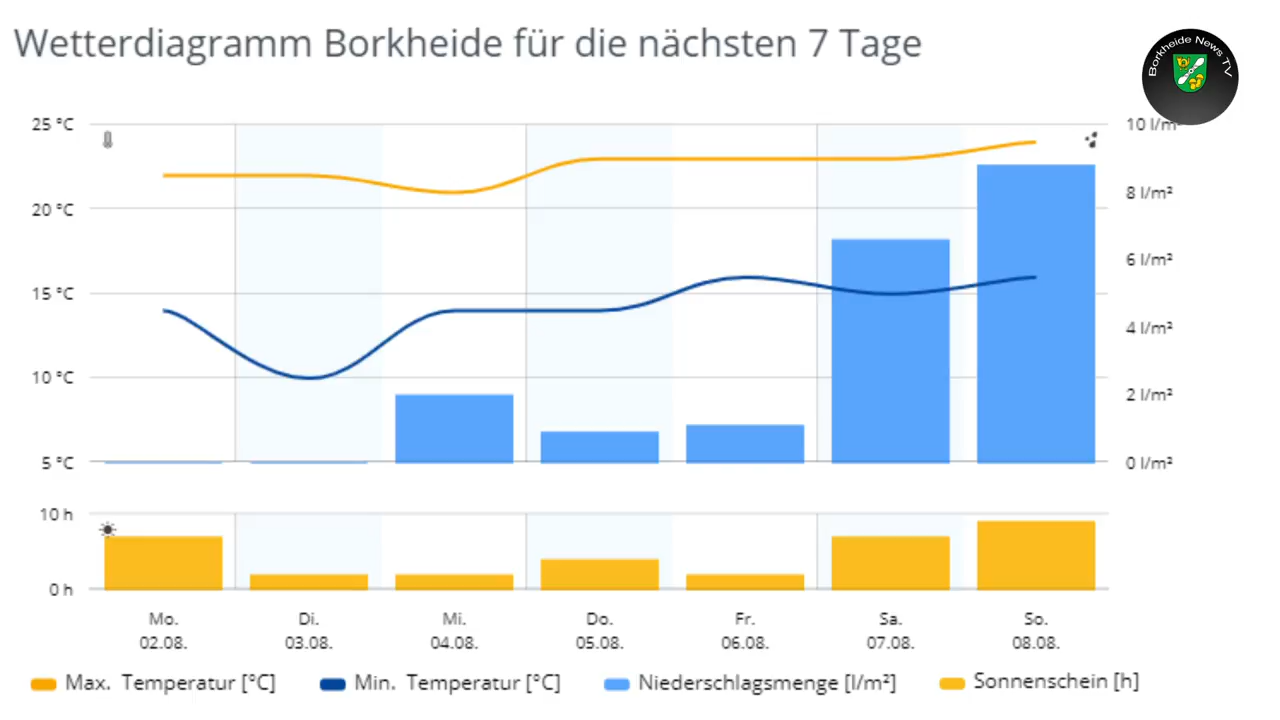 Wetterdiagramm Borkheide für die nächsten 7 Tage
Borkheide News TV
25 °C
20 °C
15 °C
10 °C
5 °C
10 l/m
8 l/m²
6 l/m²
4 l/m²
2 l/m²
0 l/m²
10 h
0 h
Mo. Di. Mi. Do. Fr. Sa. So.
02.08. 03.08. 04.08. 05.08. 06.08. 07.08. 08.08.
Max. Temperatur [°C] Min. Temperatur [°C] Niederschlagsmenge [l/m²] Sonnenschein [h]